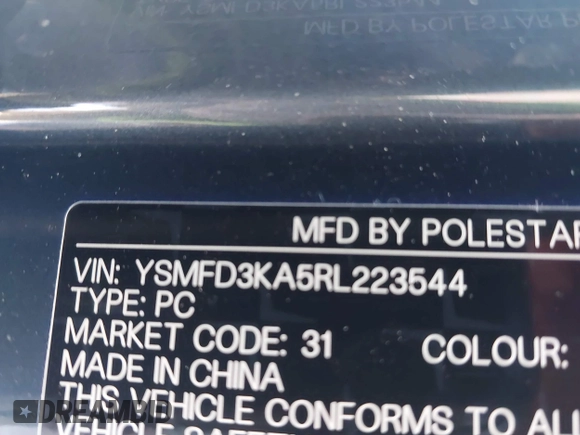 MFD BY POLESTAR
VIN: YSMFD3KA5RL223544
TYPE: PC
MARKET CODE: 31 COLOUR:
MADE IN CHINA
THIS VEHICLE CONFORMS TO ALL
VEHICLE
DREAMBID